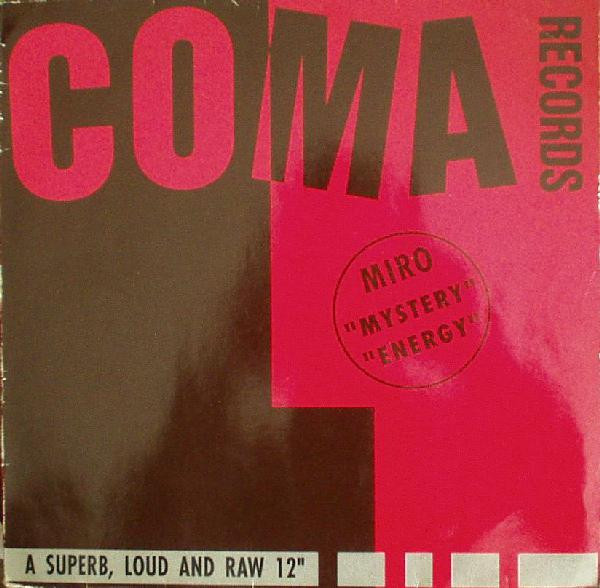 COMA
RECORDS
MIRO
"MYSTERY"
"ENERGY"
A SUPERB, LOUD AND RAW 12"